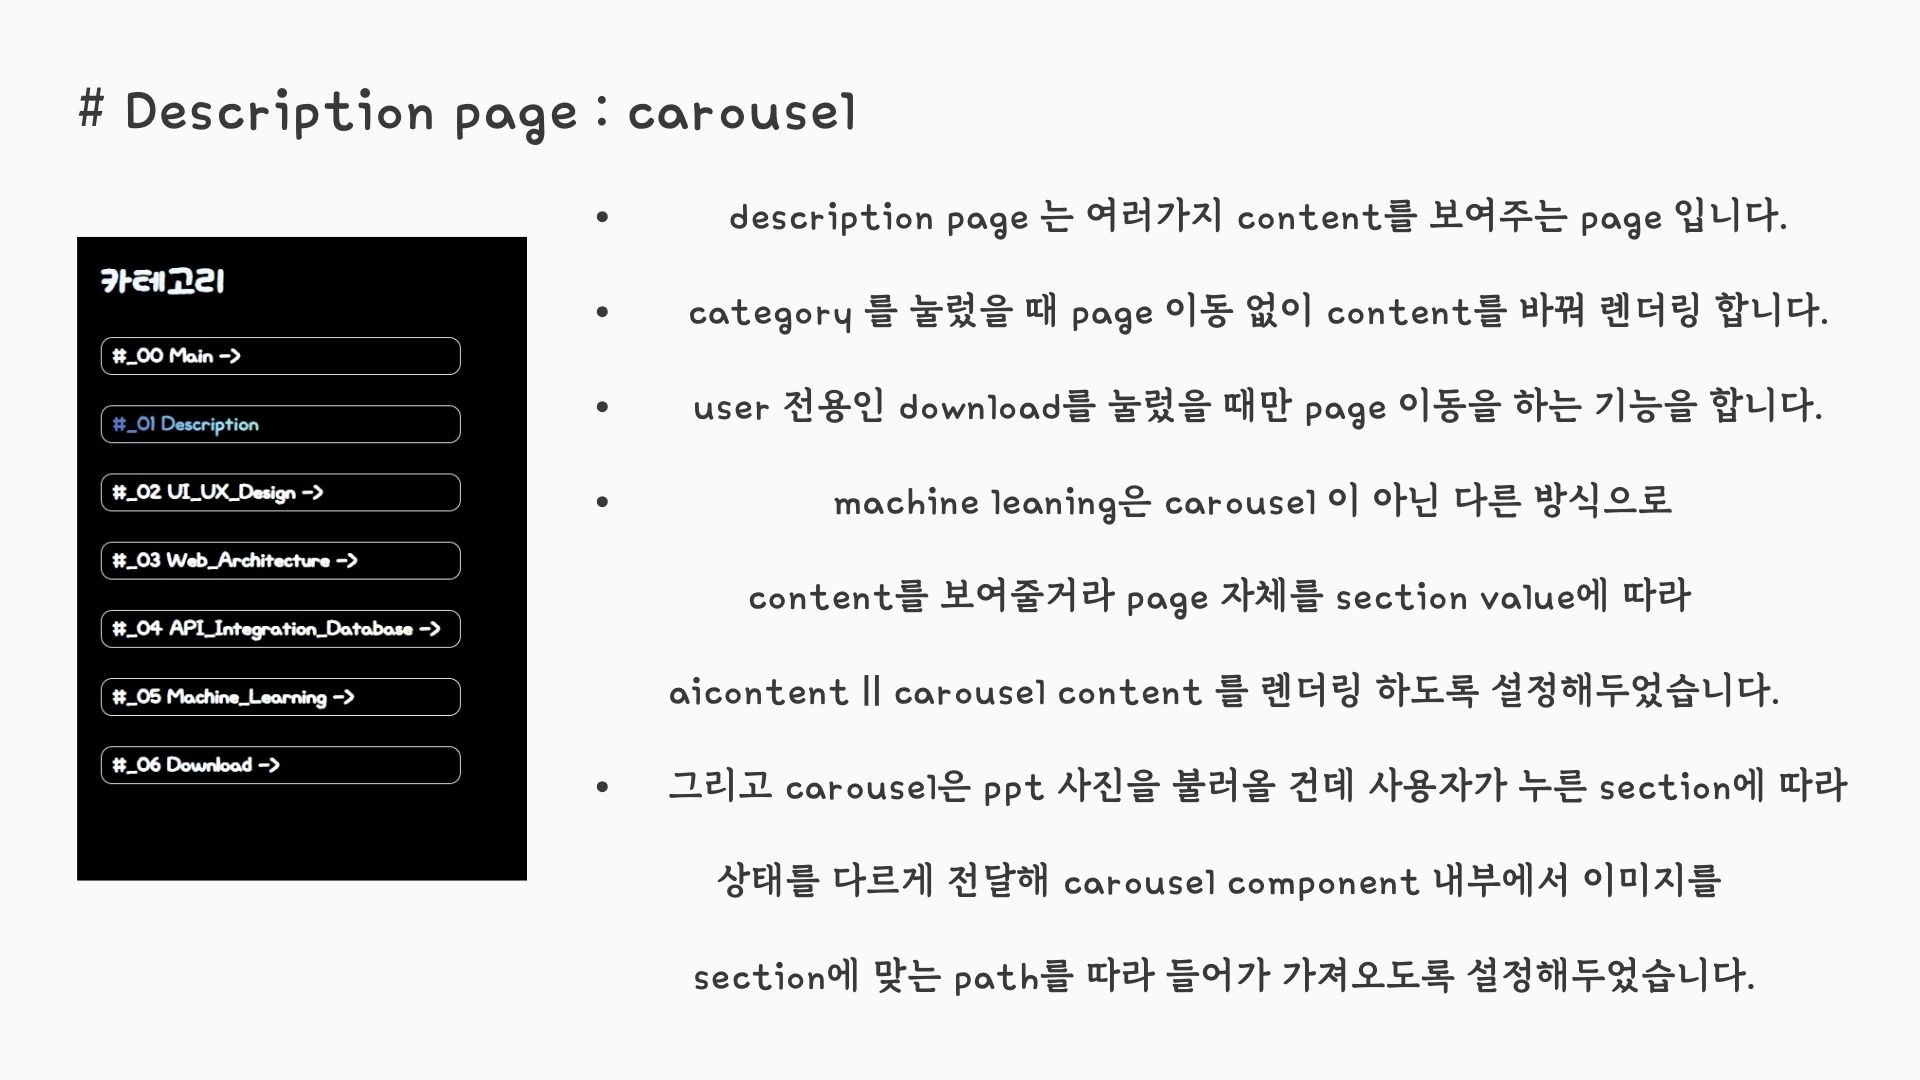 # Description page : carousel
카테고리
#_00 Main ->
#_01 Description
#_02 UI_UX_Design ->
#_03 Web_Architecture ->
#_04 API_Integration_Database ->
#_05 Machine_Learning ->
#_06 Download ->
• description page 는 여러가지 content를 보여주는 page 입니다.
• category 를 눌렀을 때 page 이동 없이 content를 바꿔 렌더링 합니다.
• user 전용인 download를 눌렀을 때만 page 이동을 하는 기능을 합니다.
• machine leaning은 carousel 이 아닌 다른 방식으로
content를 보여줄거라 page 자체를 section value에 따라
aicontent || carousel content 를 렌더링 하도록 설정해두었습니다.
• 그리고 carousel은 ppt 사진을 불러올 건데 사용자가 누른 section에 따라
상태를 다르게 전달해 carousel component 내부에서 이미지를
section에 맞는 path를 따라 들어가 가져오도록 설정해두었습니다.